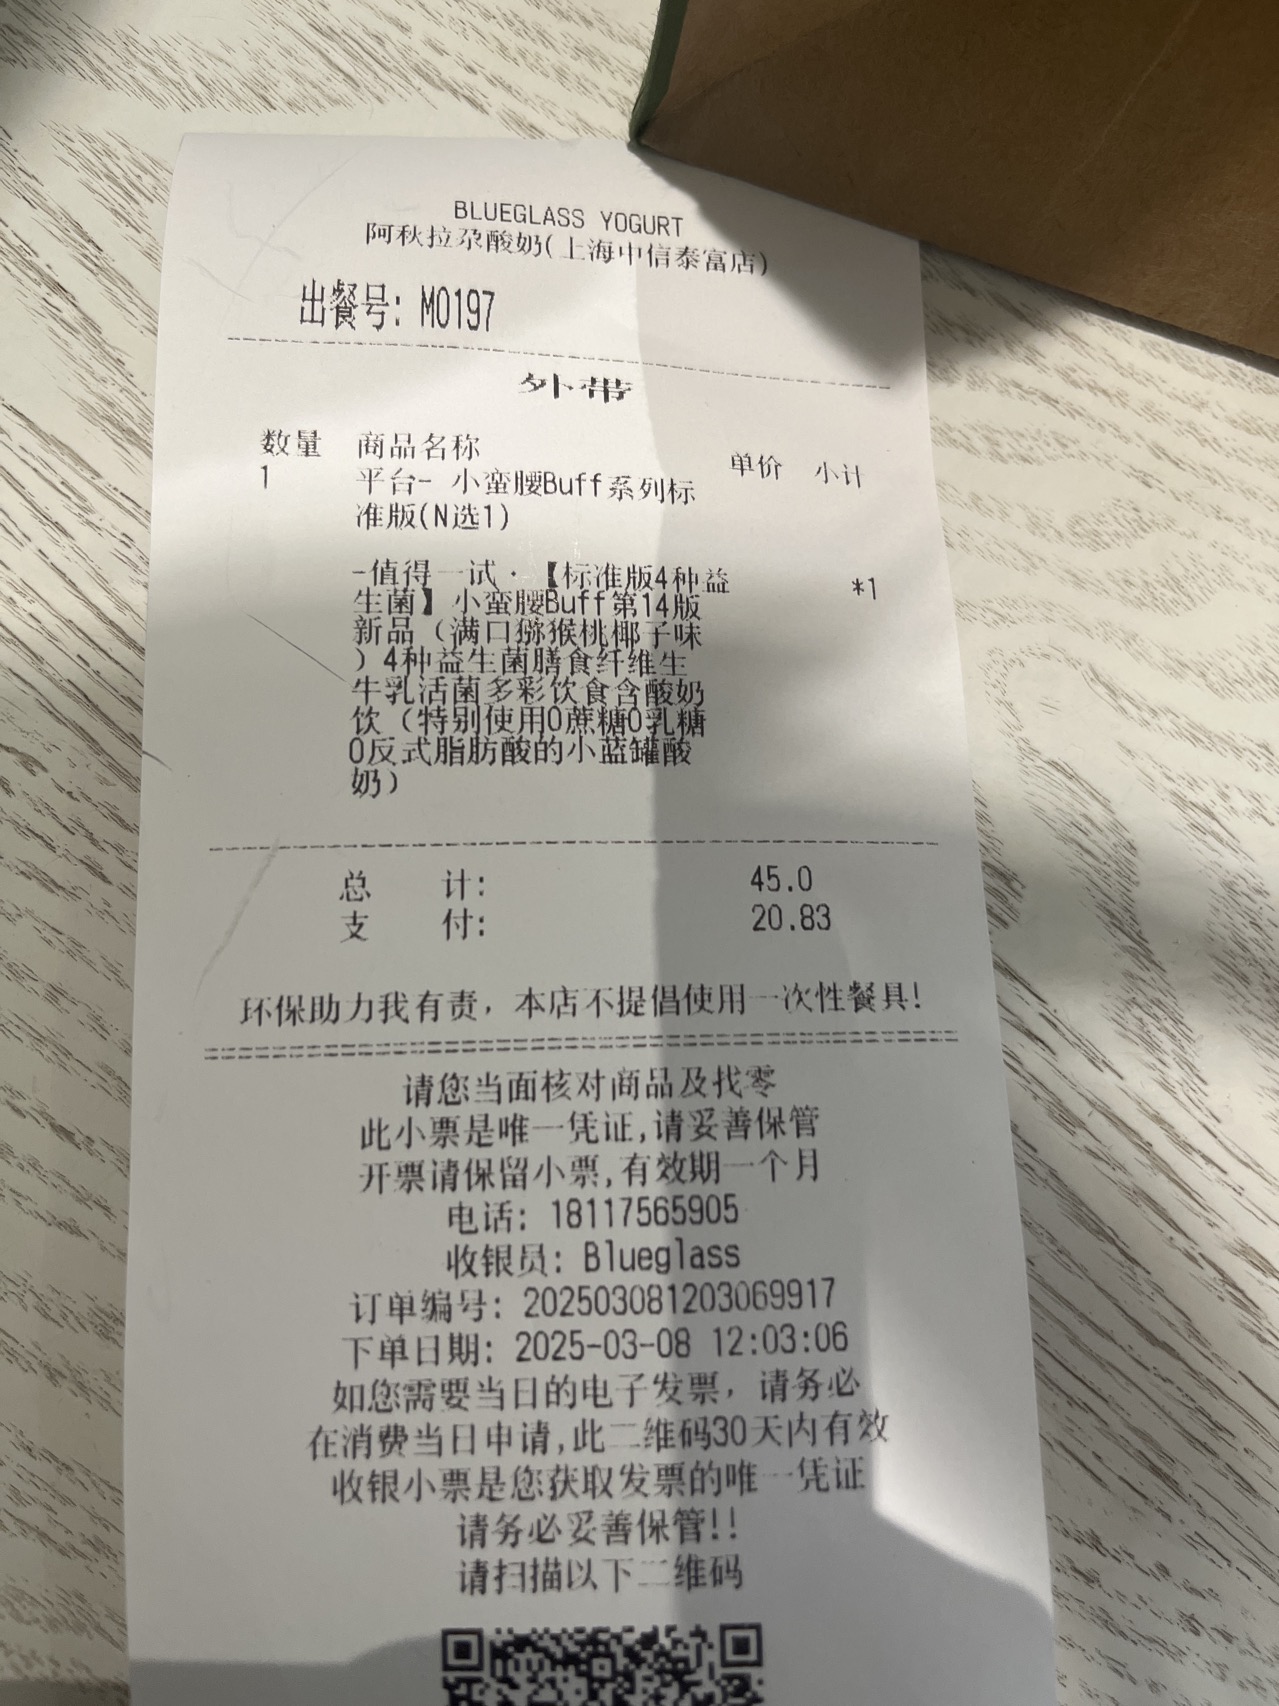 BLUEGLASS YOGURT
阿秋拉尕酸奶(上海中信泰富店)
出餐号: M0197
外带
数量 商品名称 单价 小计
1 平台- 小蛮腰Buff系列标
准版(N选1)
-值得一试·【标准版4种益 *1
生菌】小蛮腰Buff第14版
新品（满口猕猴桃椰子味
）4种益生菌膳食纤维生
牛乳活菌多彩饮食含酸奶
饮（特别使用0蔗糖0乳糖
0反式脂肪酸的小蓝罐酸
奶）
总 计: 45.0
支 付: 20.83
环保助力我有责，本店不提倡使用一次性餐具!
请您当面核对商品及找零
此小票是唯一凭证,请妥善保管
开票请保留小票,有效期一个月
电话: 18117565905
收银员: Blueglass
订单编号: 202503081203069917
下单日期: 2025-03-08 12:03:06
如您需要当日的电子发票，请务必
在消费当日申请,此二维码30天内有效
收银小票是您获取发票的唯一凭证
请务必妥善保管!!
请扫描以下二维码